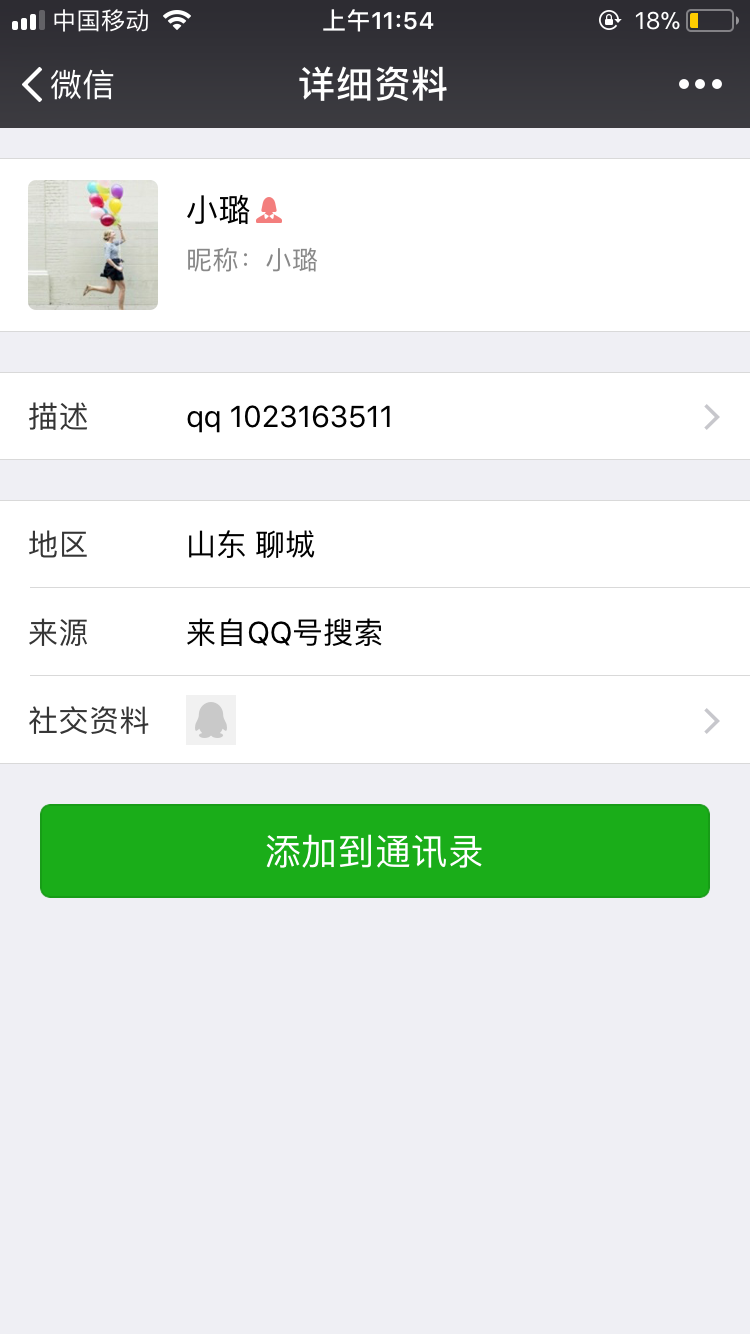 中国移动 上午11:54 18%
微信 详细资料
小璐
昵称：小璐
描述 qq 1023163511
地区 山东 聊城
来源 来自QQ号搜索
社交资料
添加到通讯录